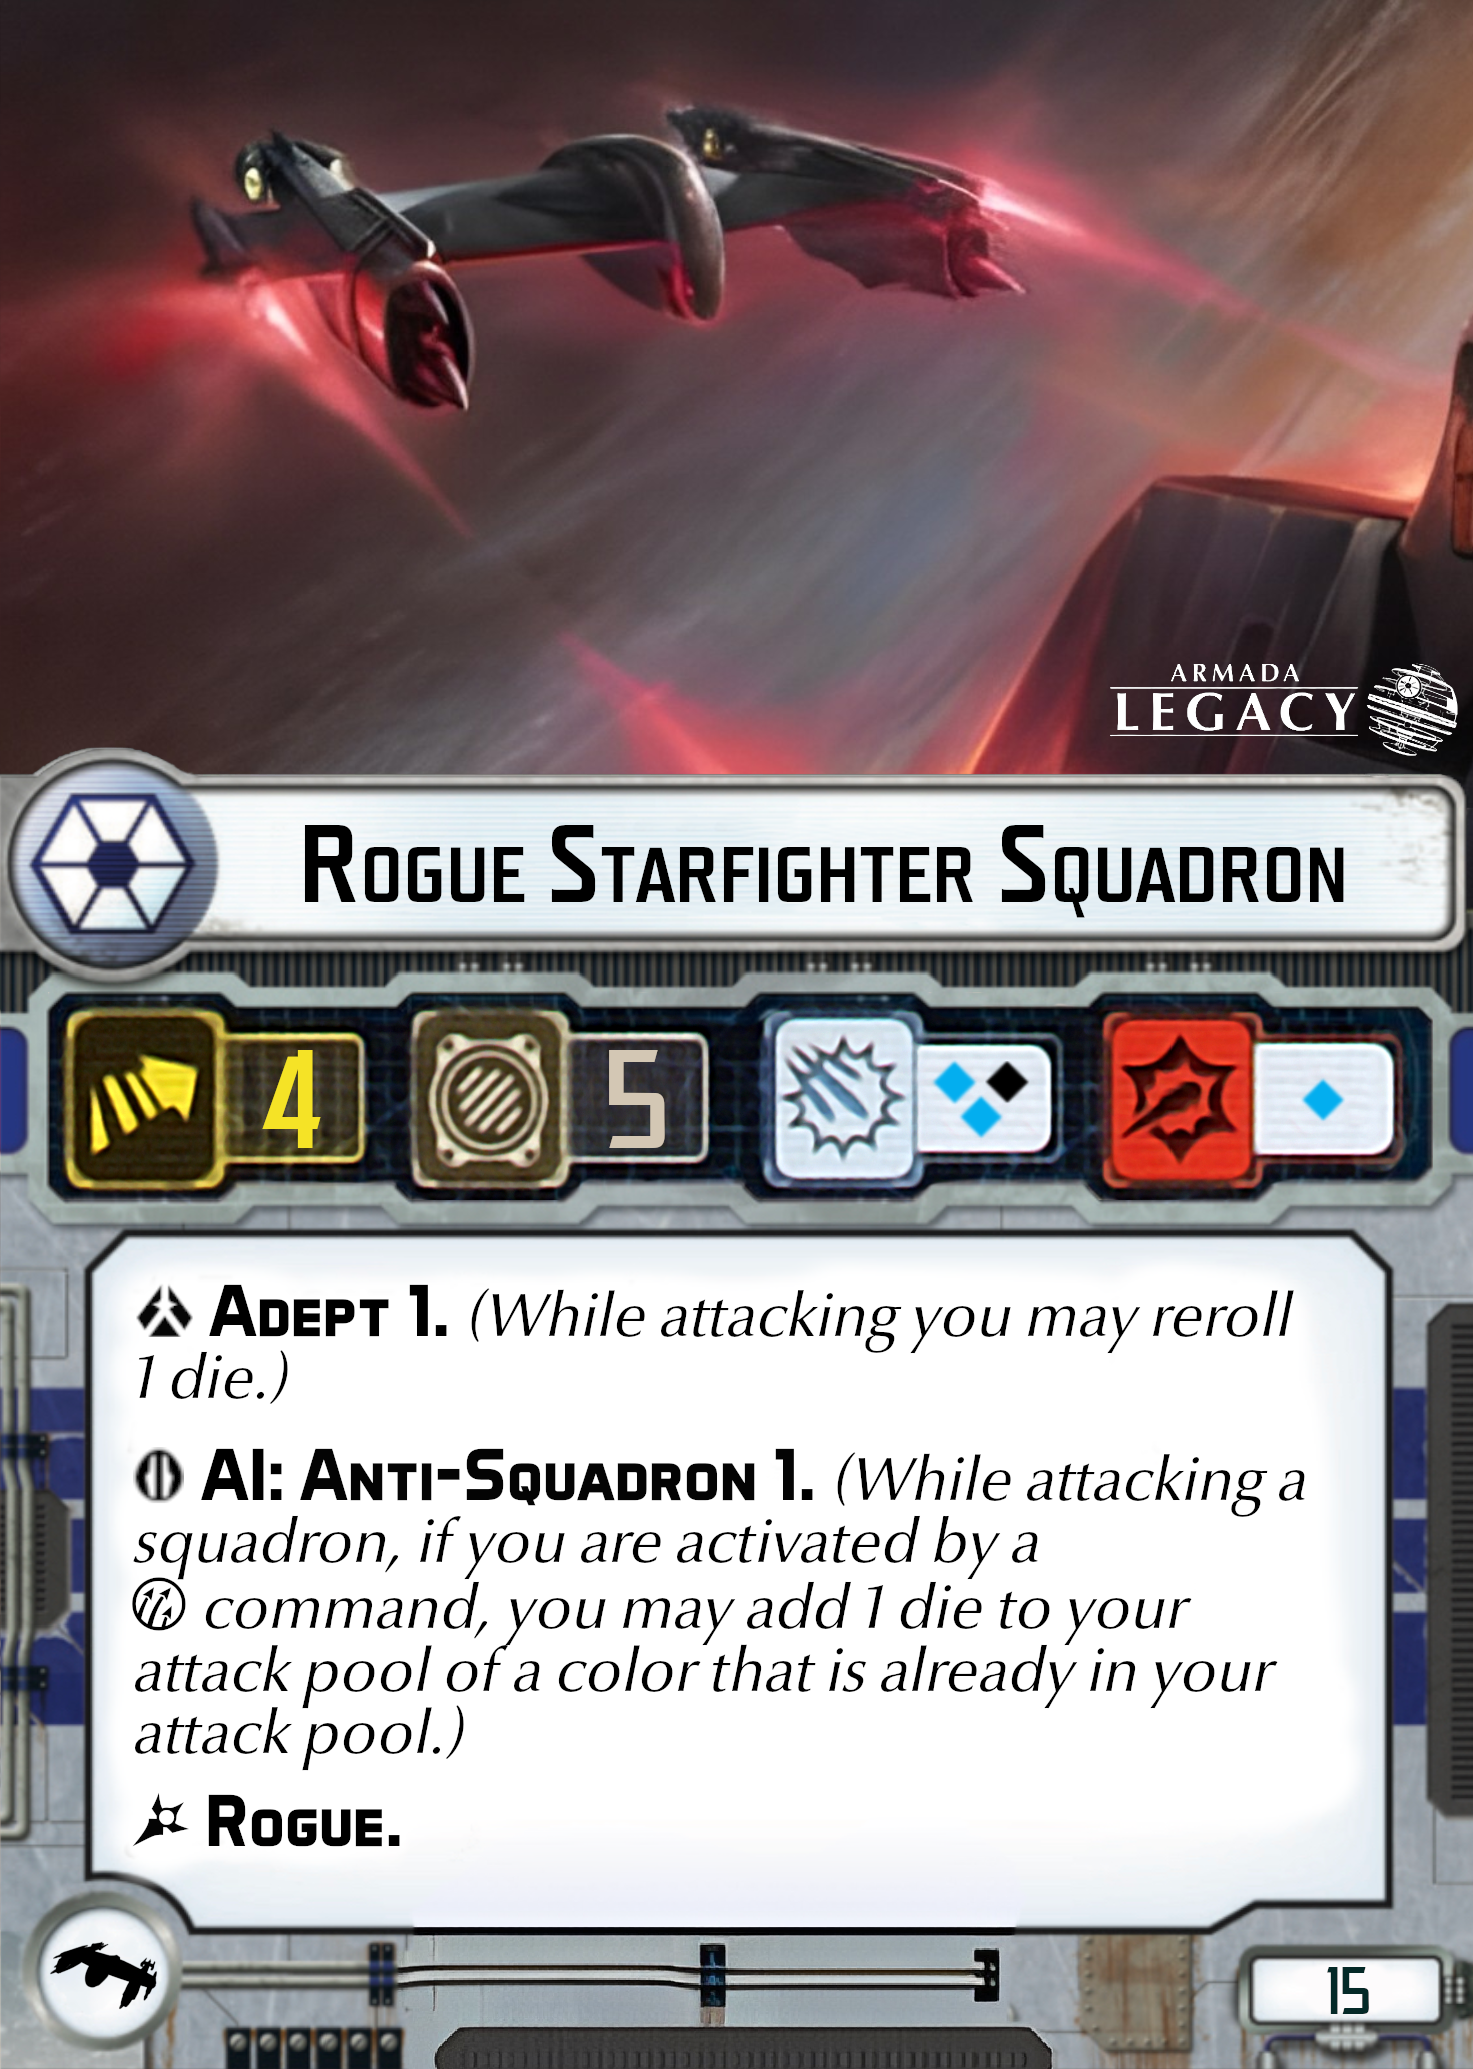 ARMADA
LEGACY
Rogue Starfighter Squadron
4 5
Adept 1. (While attacking you may reroll
1 die.)
AI: Anti-Squadron 1. (While attacking a
squadron, if you are activated by a
command, you may add 1 die to your
attack pool of a color that is already in your
attack pool.)
Rogue.
15